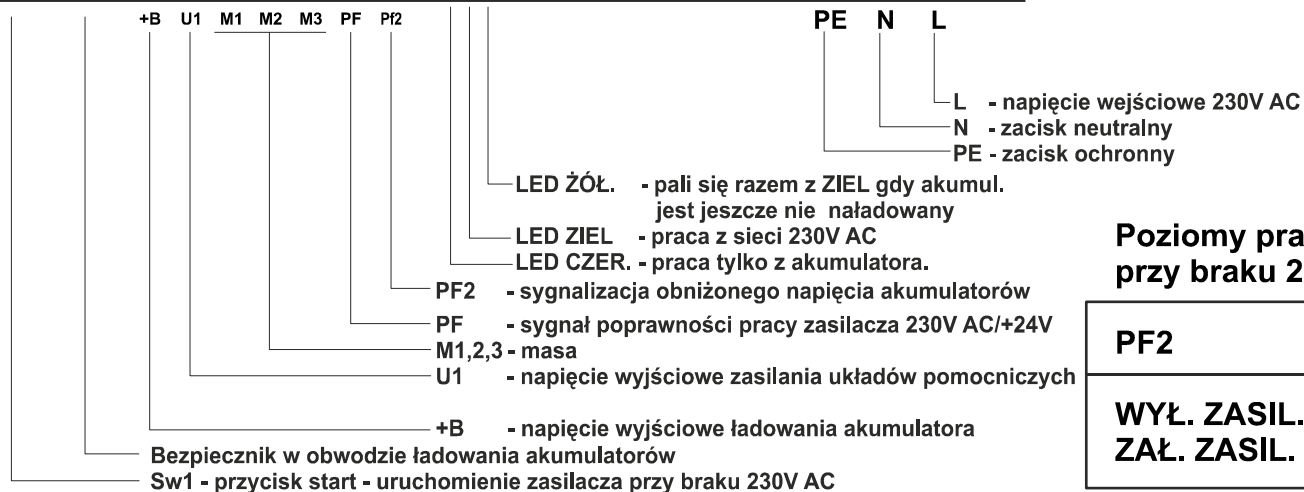 +B U1 M1 M2 M3 PF Pf2 PE N L
L - napięcie wejściowe 230V AC
N - zacisk neutralny
PE - zacisk ochronny
LED ŻÓŁ. - pali się razem z ZIEL gdy akumul.
jest jeszcze nie naładowany
LED ZIEL - praca z sieci 230V AC
LED CZER. - praca tylko z akumulatora.
PF2 - sygnalizacja obniżonego napięcia akumulatorów
PF - sygnał poprawności pracy zasilacza 230V AC/+24V
M1,2,3 - masa
U1 - napięcie wyjściowe zasilania układów pomocniczych
+B - napięcie wyjściowe ładowania akumulatora
Bezpiecznik w obwodzie ładowania akumulatorów
Sw1 - przycisk start - uruchomienie zasilacza przy braku 230V AC
Poziomy pra
przy braku 2
PF2
WYŁ. ZASIL.
ZAŁ. ZASIL.